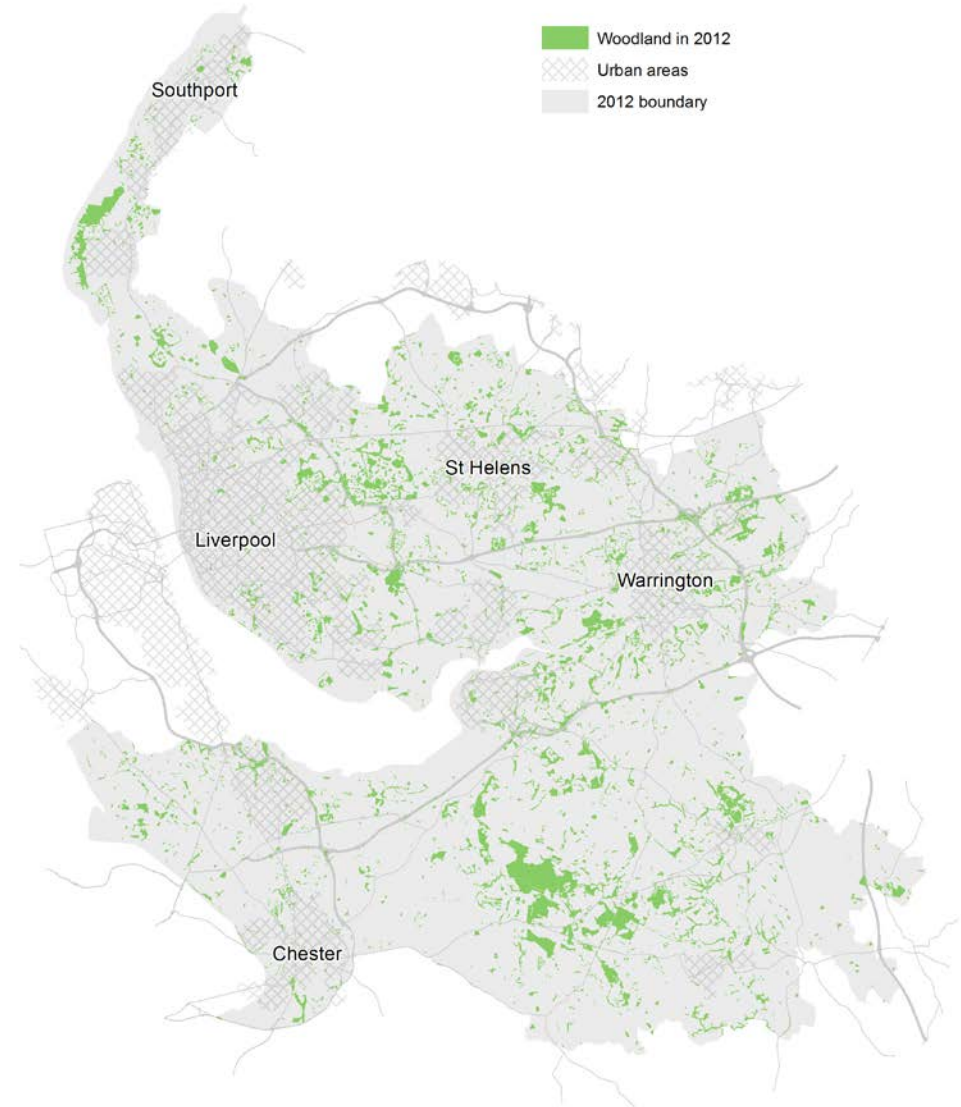 Woodland in 2012
Urban areas
2012 boundary
Southport
St Helens
Liverpool
Warrington
Chester